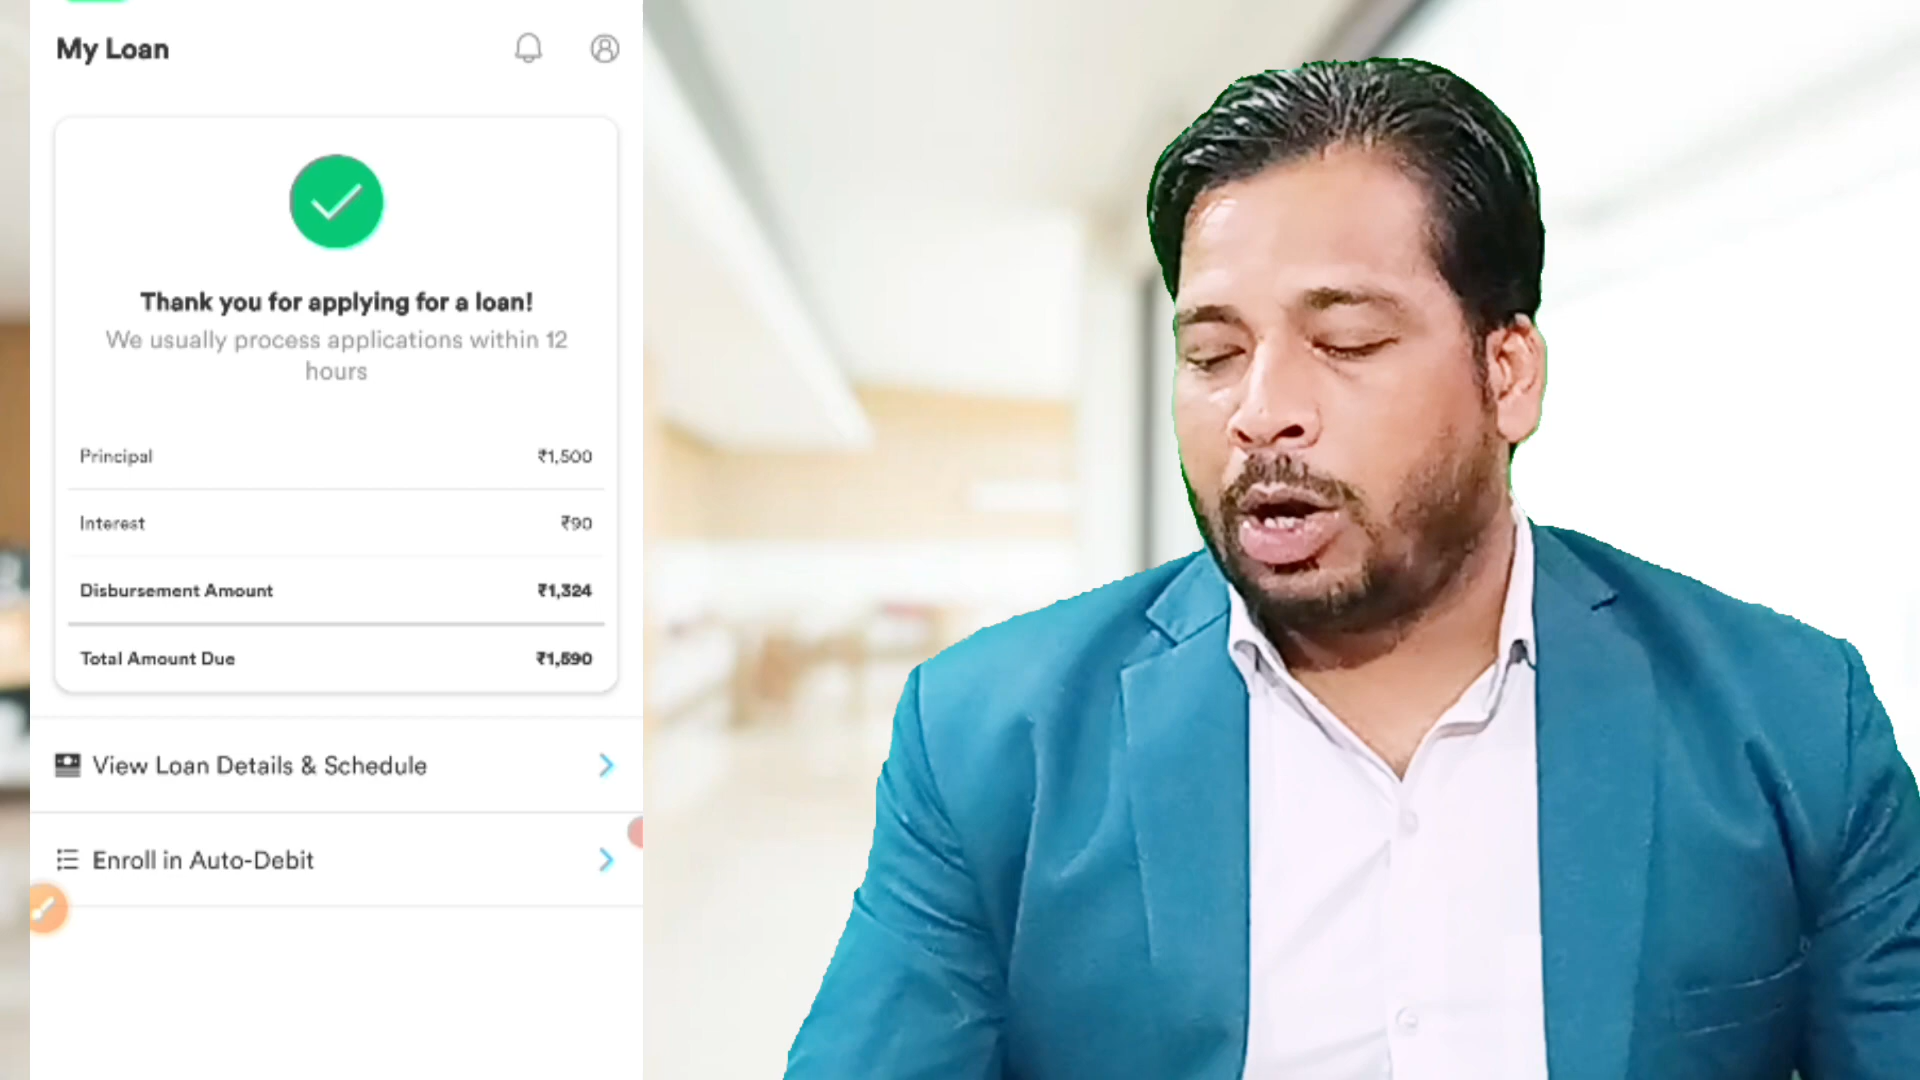 My Loan
Thank you for applying for a loan!
We usually process applications within 12
hours
Principal ₹1,500
Interest ₹90
Disbursement Amount ₹1,324
Total Amount Due ₹1,590
View Loan Details & Schedule
Enroll in Auto-Debit